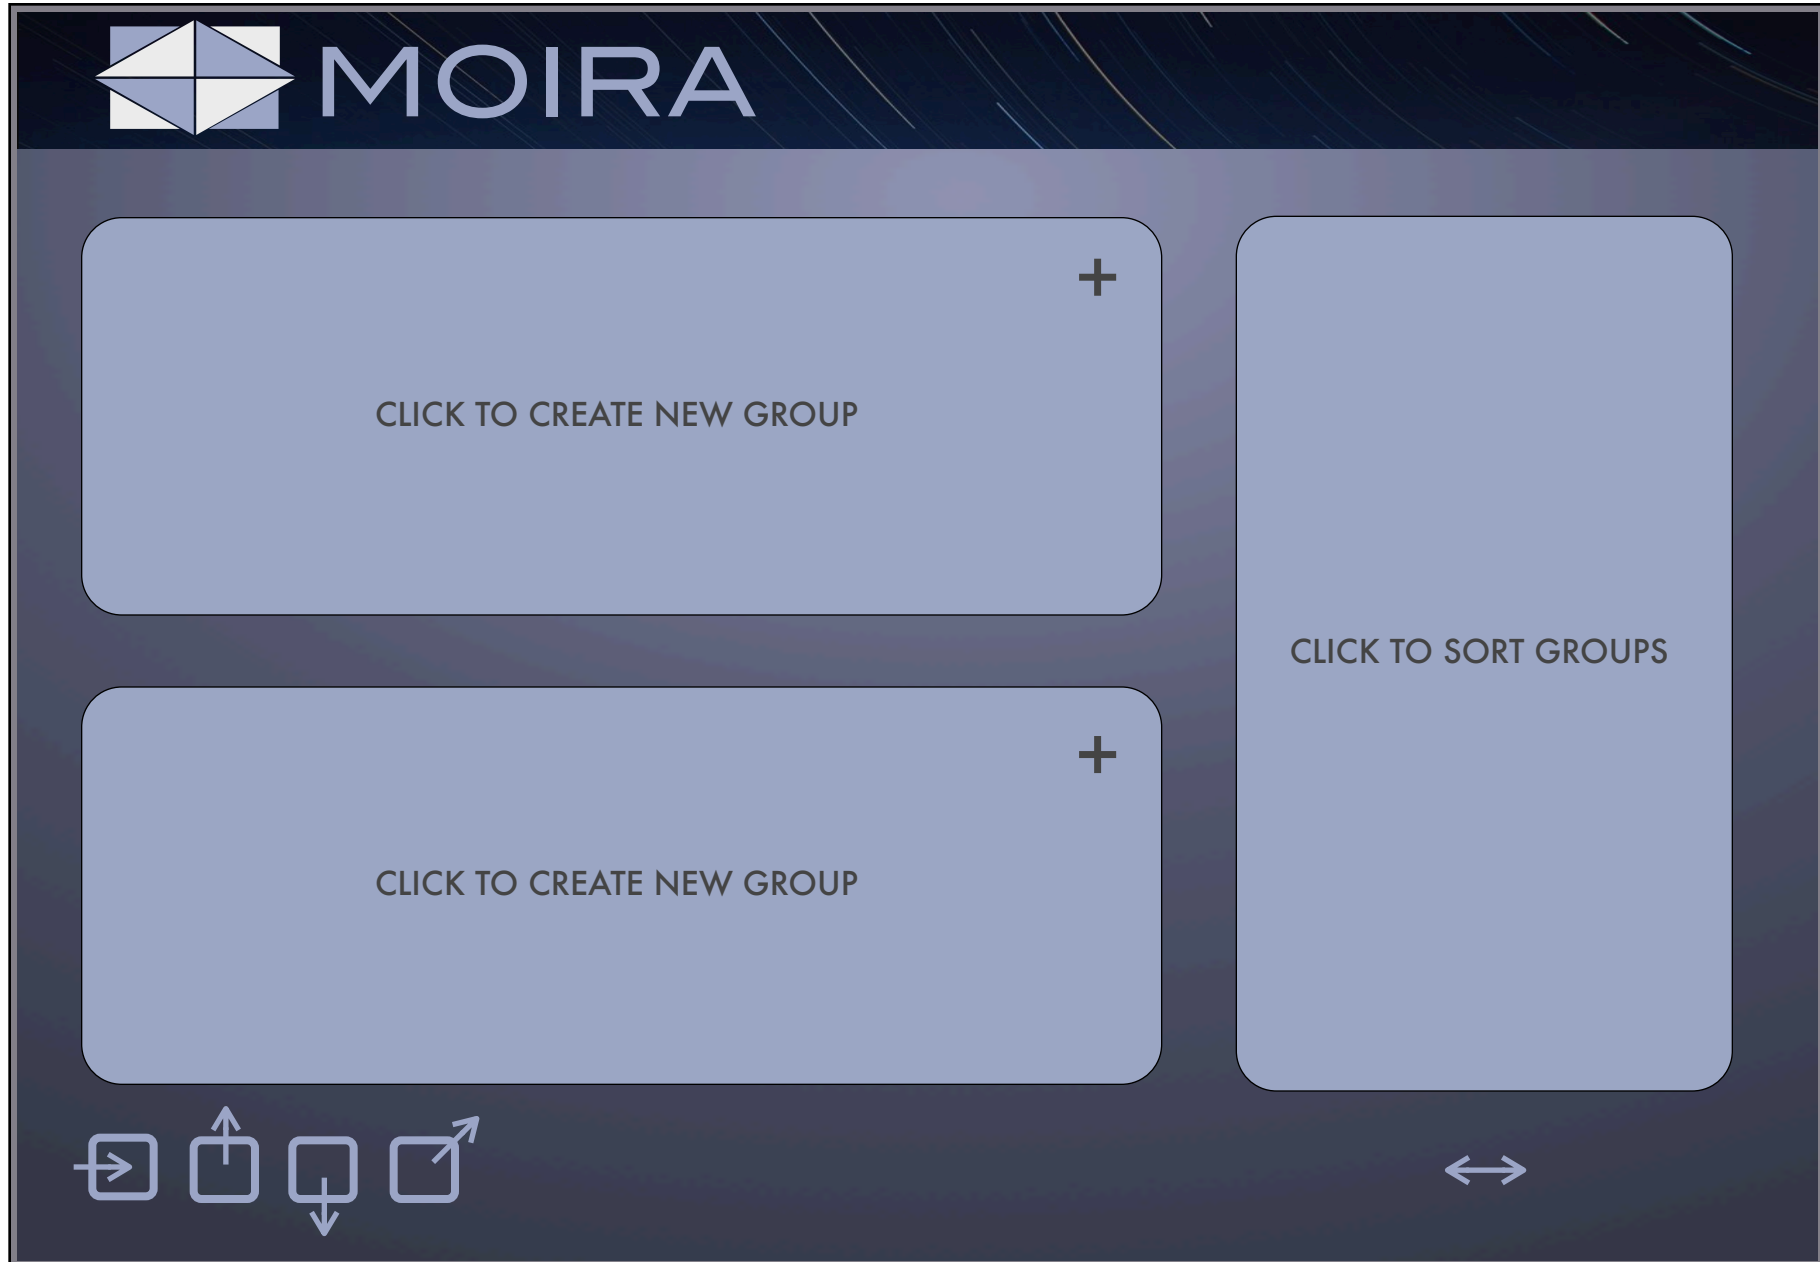 MOIRA
+
CLICK TO CREATE NEW GROUP
CLICK TO SORT GROUPS
+
CLICK TO CREATE NEW GROUP